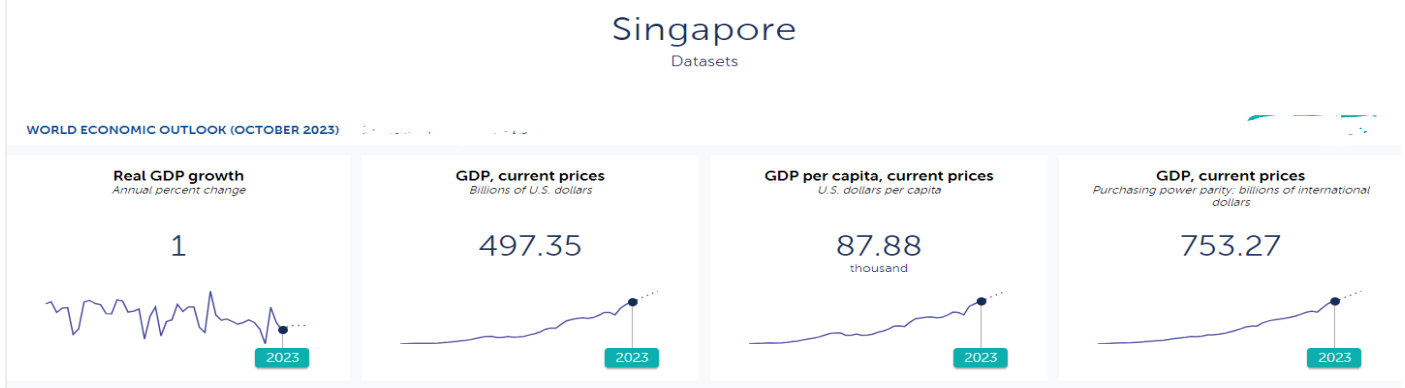 Singapore
Datasets
WORLD ECONOMIC OUTLOOK (OCTOBER 2023)
Real GDP growth
Annual percent change
1
2023
GDP, current prices
Billions of U.S. dollars
497.35
2023
GDP per capita, current prices
U.S. dollars per capita
87.88
thousand
2023
GDP, current prices
Purchasing power parity; billions of international
dollars
753.27
2023